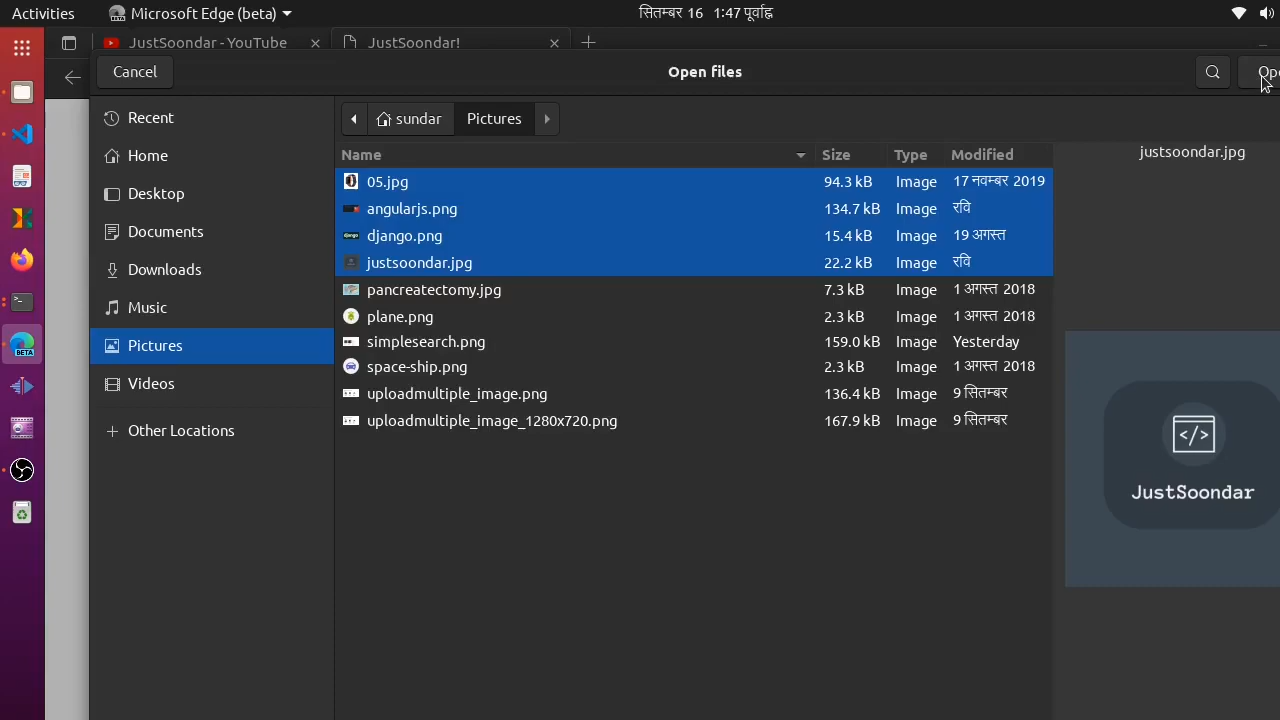 Activities
Microsoft Edge (beta)
सितम्बर 16 1:47 पूर्वाह्न
JustSoondar - YouTube
JustSoondar!
Cancel
Open files
Ope
Recent
Home
Desktop
Documents
Downloads
Music
Pictures
Videos
Other Locations
sundar
Pictures
Name Size Type Modified
05.jpg 94.3 kB Image 17 नवम्बर 2019
angularjs.png 134.7 kB Image रवि
django.png 15.4 kB Image 19 अगस्त
justsoondar.jpg 22.2 kB Image रवि
pancreatectomy.jpg 7.3 kB Image 1 अगस्त 2018
plane.png 2.3 kB Image 1 अगस्त 2018
simplesearch.png 159.0 kB Image Yesterday
space-ship.png 2.3 kB Image 1 अगस्त 2018
uploadmultiple_image.png 136.4 kB Image 9 सितम्बर
uploadmultiple_image_1280x720.png 167.9 kB Image 9 सितम्बर
justsoondar.jpg
</>
JustSoondar
BETA